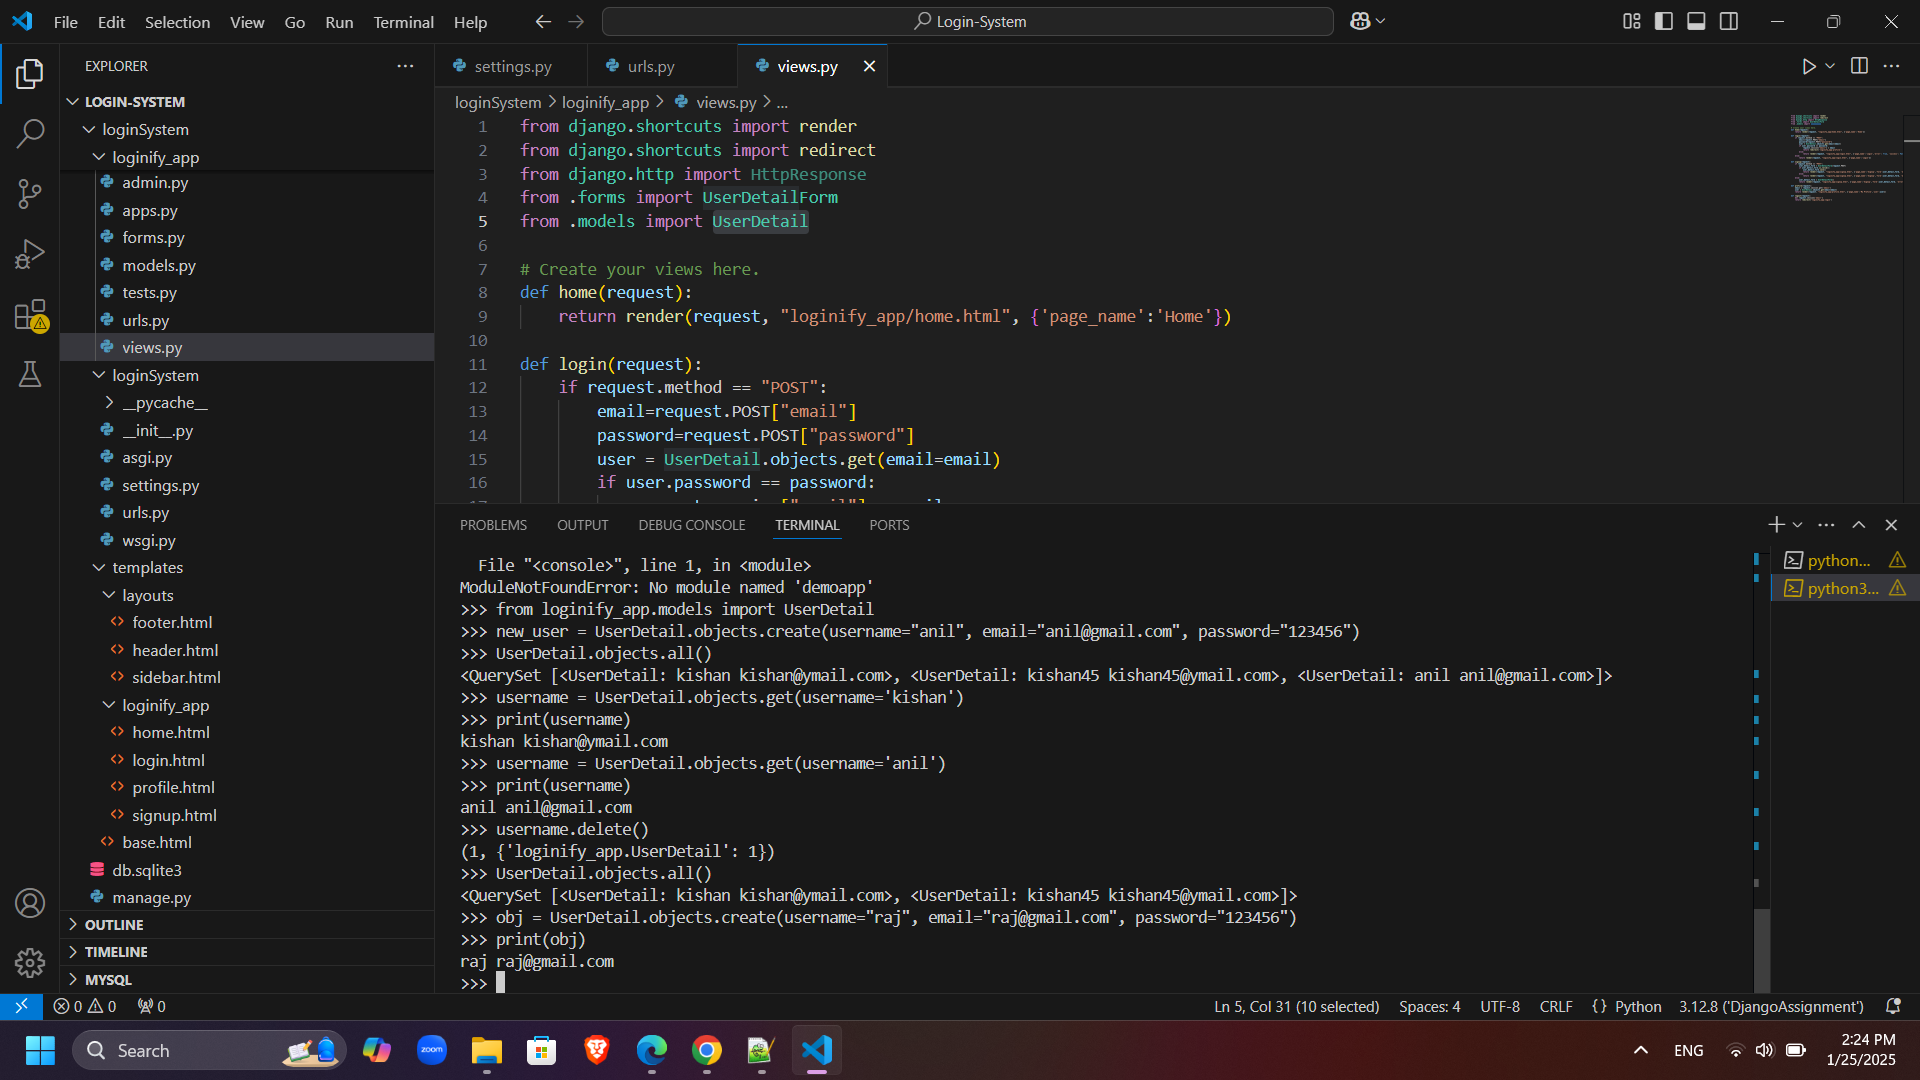 File Edit Selection View Go Run Terminal Help
Login-System
EXPLORER
LOGIN-SYSTEM
loginSystem
loginify_app
admin.py
apps.py
forms.py
models.py
tests.py
urls.py
views.py
loginSystem
__pycache__
__init__.py
asgi.py
settings.py
urls.py
wsgi.py
templates
layouts
footer.html
header.html
sidebar.html
loginify_app
home.html
login.html
profile.html
signup.html
base.html
db.sqlite3
manage.py
OUTLINE
TIMELINE
MYSQL
settings.py urls.py views.py
loginSystem > loginify_app > views.py > ...
1 from django.shortcuts import render
2 from django.shortcuts import redirect
3 from django.http import HttpResponse
4 from .forms import UserDetailForm
5 from .models import UserDetail
6
7 # Create your views here.
8 def home(request):
9 return render(request, "loginify_app/home.html", {'page_name':'Home'})
10
11 def login(request):
12 if request.method == "POST":
13 email=request.POST["email"]
14 password=request.POST["password"]
15 user = UserDetail.objects.get(email=email)
16 if user.password == password:
PROBLEMS OUTPUT DEBUG CONSOLE TERMINAL PORTS
File "<console>", line 1, in <module>
ModuleNotFoundError: No module named 'demoapp'
>>> from loginify_app.models import UserDetail
>>> new_user = UserDetail.objects.create(username="anil", email="anil@gmail.com", password="123456")
>>> UserDetail.objects.all()
<QuerySet [<UserDetail: kishan kishan@ymail.com>, <UserDetail: kishan45 kishan45@ymail.com>, <UserDetail: anil anil@gmail.com>]>
>>> username = UserDetail.objects.get(username='kishan')
>>> print(username)
kishan kishan@ymail.com
>>> username = UserDetail.objects.get(username='anil')
>>> print(username)
anil anil@gmail.com
>>> username.delete()
(1, {'loginify_app.UserDetail': 1})
>>> UserDetail.objects.all()
<QuerySet [<UserDetail: kishan kishan@ymail.com>, <UserDetail: kishan45 kishan45@ymail.com>]>
>>> obj = UserDetail.objects.create(username="raj", email="raj@gmail.com", password="123456")
>>> print(obj)
raj raj@gmail.com
>>>
python...
python3...
0 0 0
Ln 5, Col 31 (10 selected) Spaces: 4 UTF-8 CRLF {} Python 3.12.8 ('DjangoAssignment')
Search
zoom
ENG
2:24 PM
1/25/2025